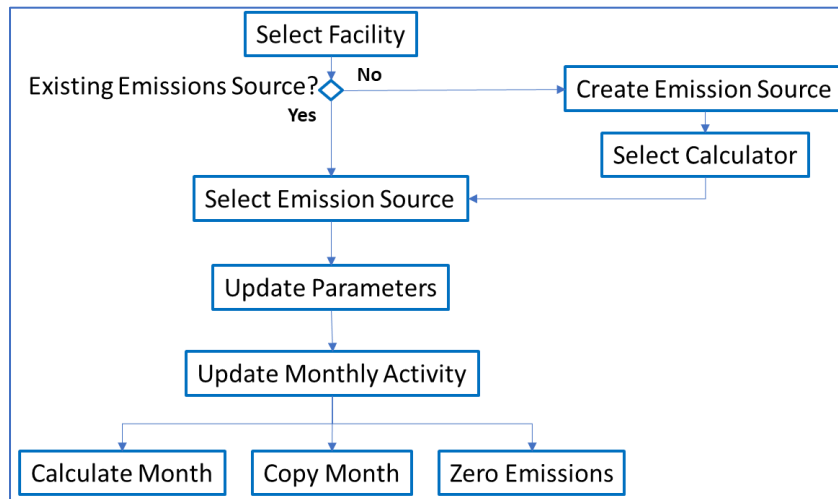 Select Facility
Existing Emissions Source?
No
Yes
Create Emission Source
Select Calculator
Select Emission Source
Update Parameters
Update Monthly Activity
Calculate Month
Copy Month
Zero Emissions